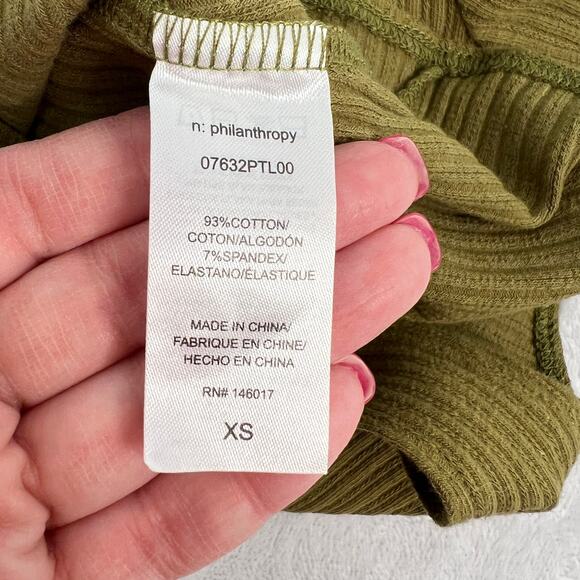 n: philanthropy
07632PTL00
93%COTTON/
COTON/ALGODÓN
7%SPANDEX/
ELASTANO/ÉLASTIQUE
MADE IN CHINA/
FABRIQUE EN CHINE/
HECHO EN CHINA
RN# 146017
XS